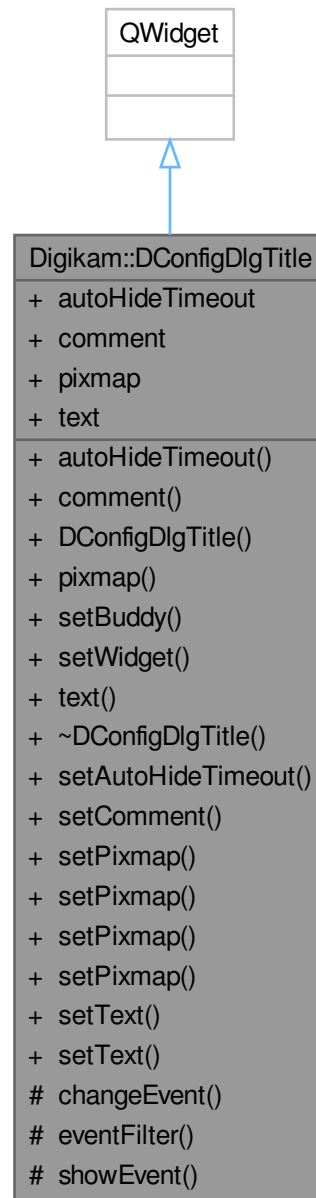 QWidget
Digikam::DConfigDlgTitle
+ autoHideTimeout
+ comment
+ pixmap
+ text
+ autoHideTimeout()
+ comment()
+ DConfigDlgTitle()
+ pixmap()
+ setBuddy()
+ setWidget()
+ text()
+ ~DConfigDlgTitle()
+ setAutoHideTimeout()
+ setComment()
+ setPixmap()
+ setPixmap()
+ setPixmap()
+ setPixmap()
+ setText()
+ setText()
# changeEvent()
# eventFilter()
# showEvent()